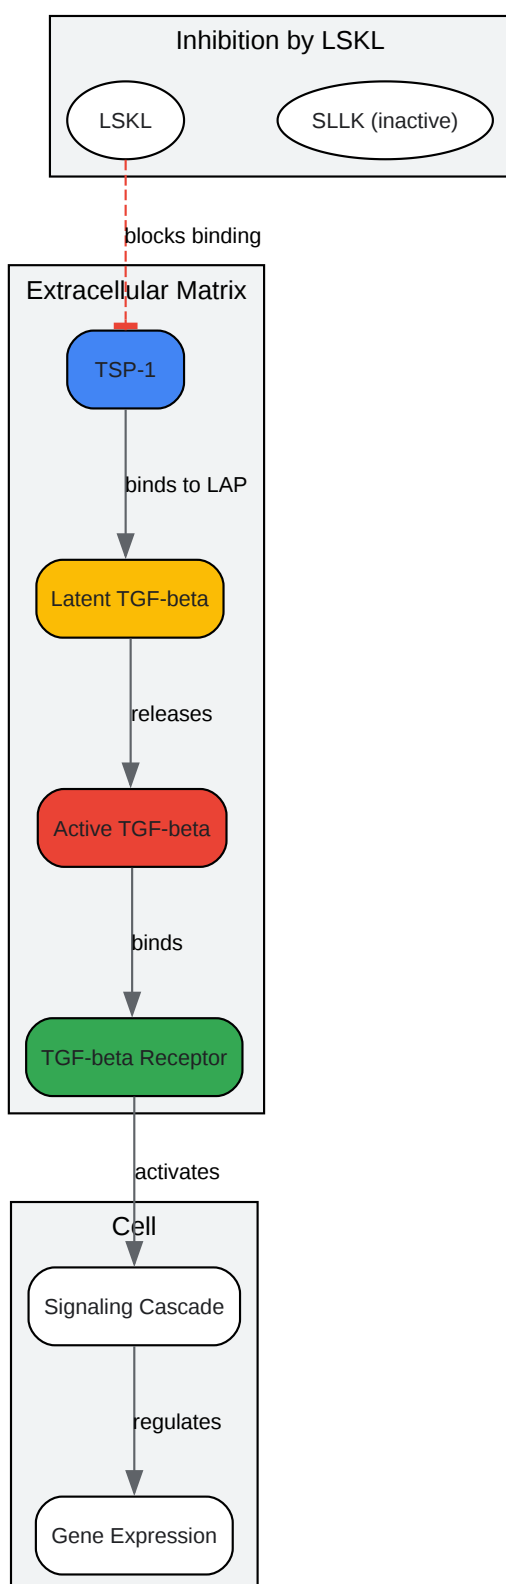 Inhibition by LSKL
LSKL
SLLK (inactive)
blocks binding
Extracellular Matrix
TSP-1
binds to LAP
Latent TGF-beta
releases
Active TGF-beta
binds
TGF-beta Receptor
activates
Cell
Signaling Cascade
regulates
Gene Expression